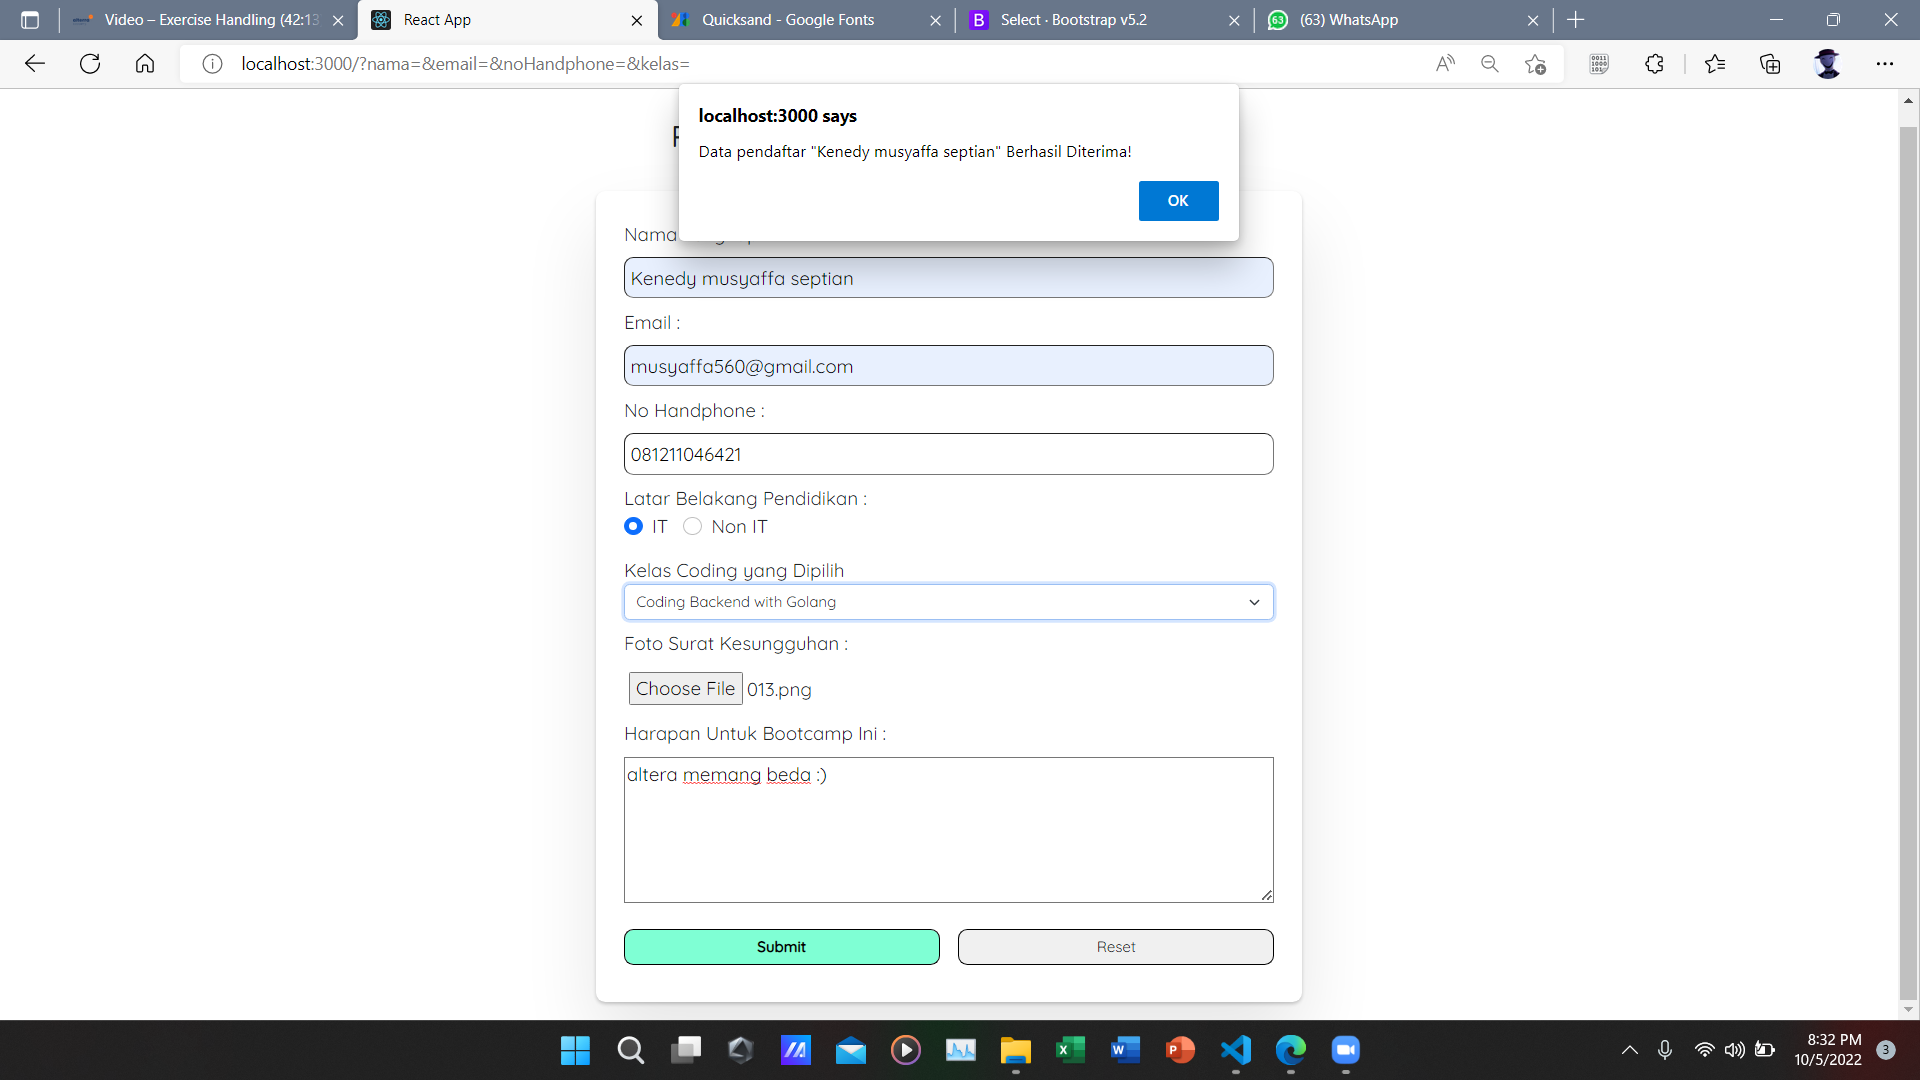 Video – Exercise Handling (42:13
React App
Quicksand - Google Fonts
Select · Bootstrap v5.2
63
(63) WhatsApp
localhost:3000/?nama=&email=&noHandphone=&kelas=
localhost:3000 says
Data pendaftar "Kenedy musyaffa septian" Berhasil Diterima!
OK
Nama
Kenedy musyaffa septian
Email :
musyaffa560@gmail.com
No Handphone :
081211046421
Latar Belakang Pendidikan :
IT Non IT
Kelas Coding yang Dipilih
Coding Backend with Golang
Foto Surat Kesungguhan :
Choose File 013.png
Harapan Untuk Bootcamp Ini :
altera memang beda :)
Submit
Reset
8:32 PM
10/5/2022
3